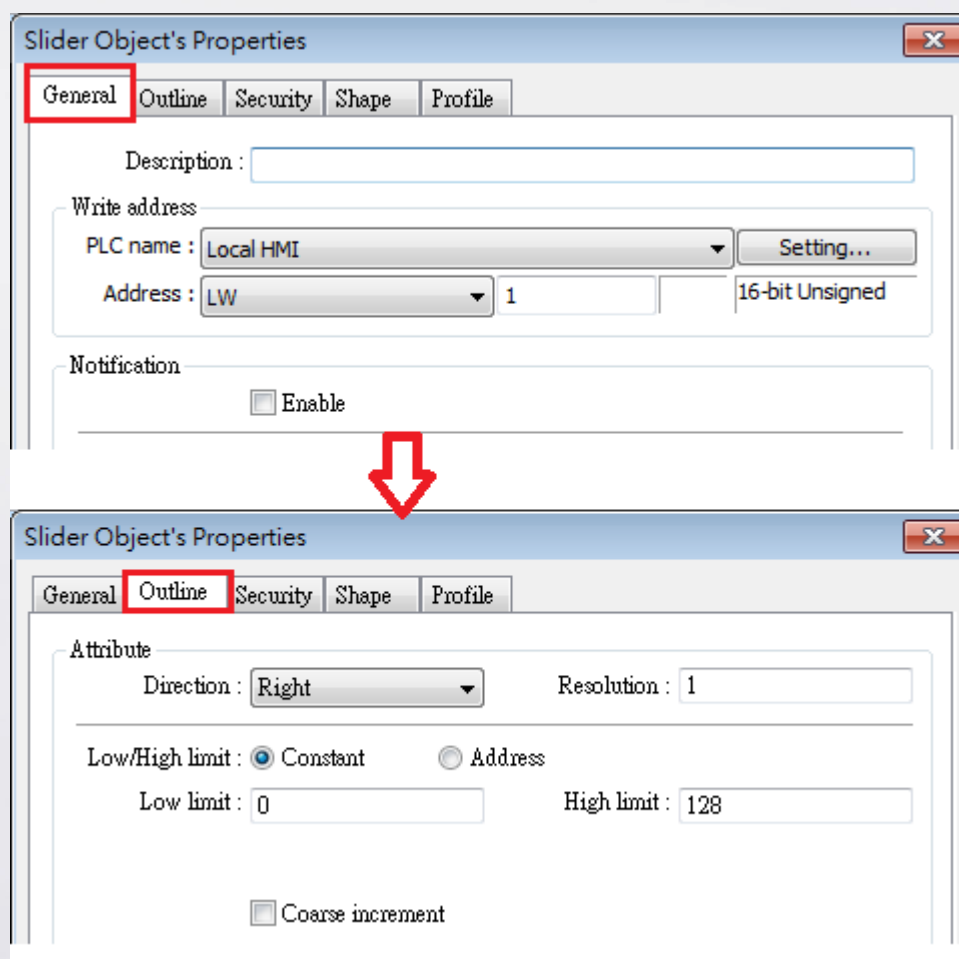 Slider Object's Properties
General Outline Security Shape Profile
Description :
Write address
PLC name : Local HMI Setting...
Address : LW 1 16-bit Unsigned
Notification
Enable
Slider Object's Properties
General Outline Security Shape Profile
Attribute
Direction : Right Resolution : 1
Low/High limit : Constant Address
Low limit : 0 High limit : 128
Coarse increment